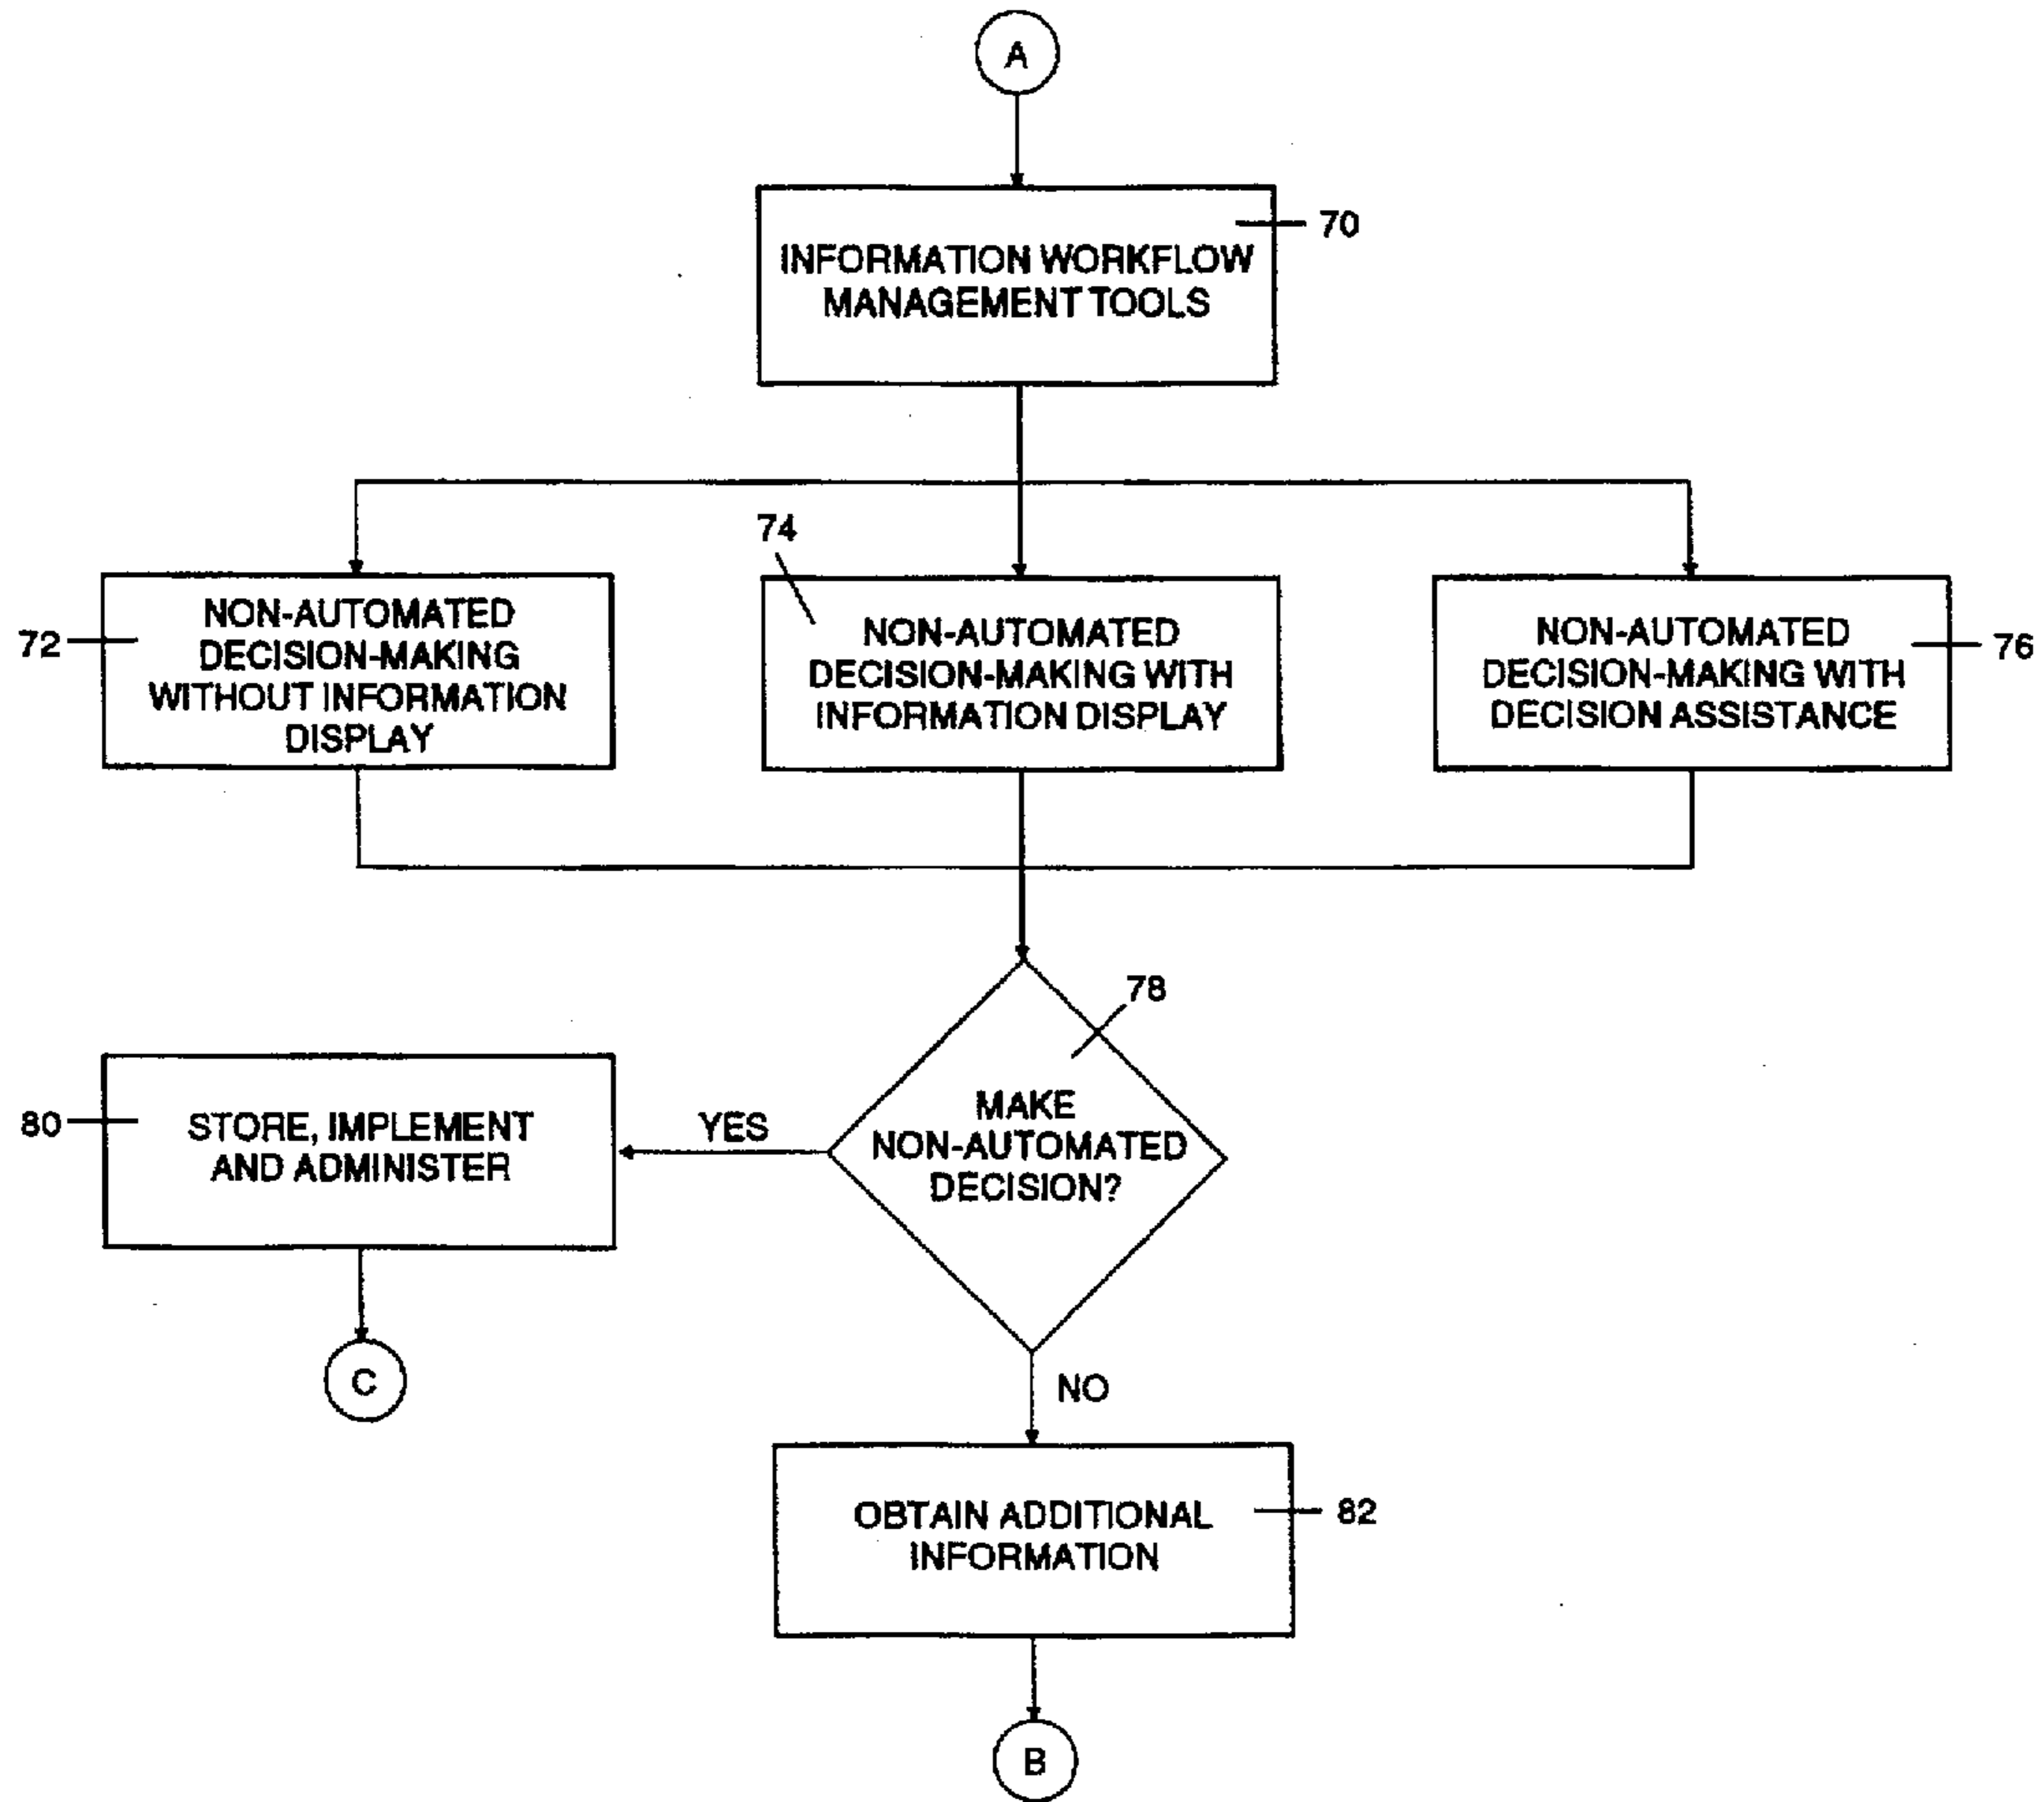 A
INFORMATION WORKFLOW
MANAGEMENT TOOLS
70
74
72
NON-AUTOMATED
DECISION-MAKING
WITHOUT INFORMATION
DISPLAY
NON-AUTOMATED
DECISION-MAKING WITH
INFORMATION DISPLAY
NON-AUTOMATED
DECISION-MAKING WITH
DECISION ASSISTANCE
76
78
MAKE
NON-AUTOMATED
DECISION?
YES
80
STORE, IMPLEMENT
AND ADMINISTER
C
NO
OBTAIN ADDITIONAL
INFORMATION
82
B